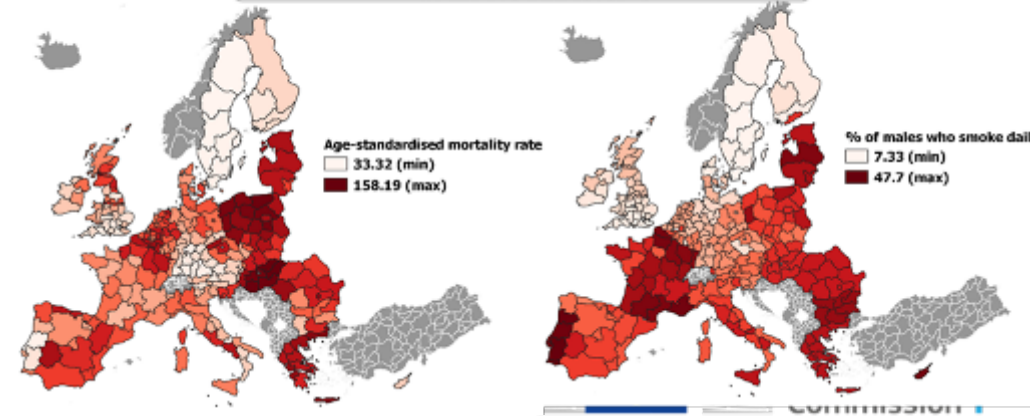 Age-standardised mortality rate
33.32 (min)
158.19 (max)
% of males who smoke dail
7.33 (min)
47.7 (max)
Commission